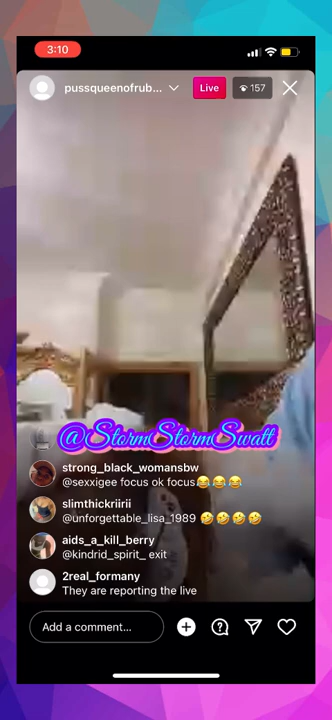 3:10
pussqueenofrub...
Live
157
@StormStormSwatt
strong_black_womansbw
@sexxigee focus ok focus😂😂😂
slimthickriirii
@unforgettable_lisa_1989 🤣🤣🤣🤣
aids_a_kill_berry
@kindrid_spirit_ exit
2real_formany
They are reporting the live
Add a comment...